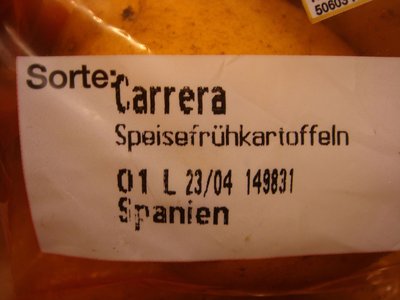 Sorte: Carrera
Speisefrühkartoffeln
01 L 23/04 149831
Spanien